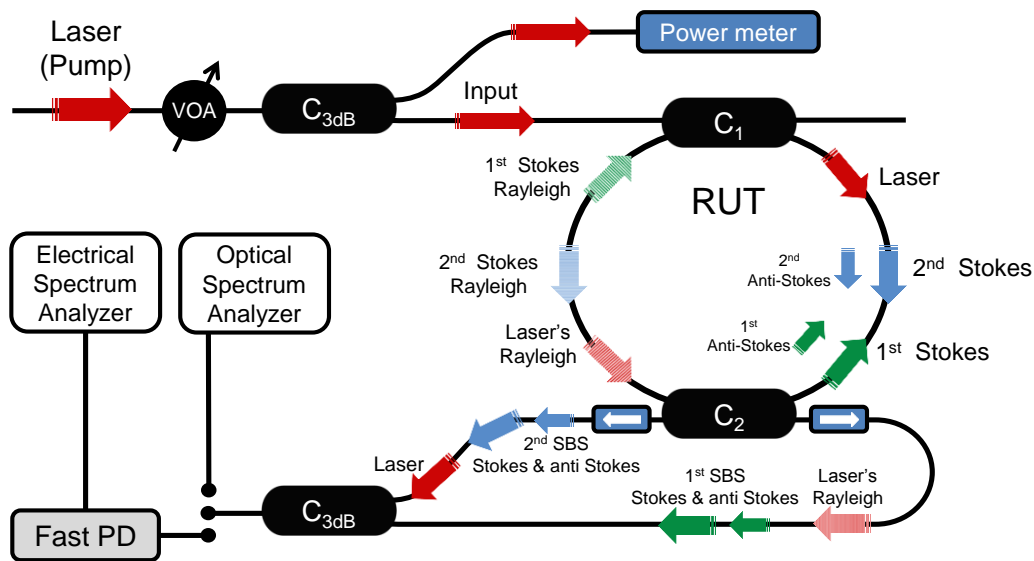 Laser
(Pump)
Power meter
VOA
C3dB
Input
C1
1st Stokes
Rayleigh
Laser
RUT
Electrical
Spectrum
Analyzer
Optical
Spectrum
Analyzer
2nd Stokes
Rayleigh
2nd
Anti-Stokes
2nd Stokes
Laser's
Rayleigh
1st
Anti-Stokes
1st Stokes
C2
2nd SBS
Stokes & anti Stokes
Laser
1st SBS
Stokes & anti Stokes
Laser's
Rayleigh
C3dB
Fast PD